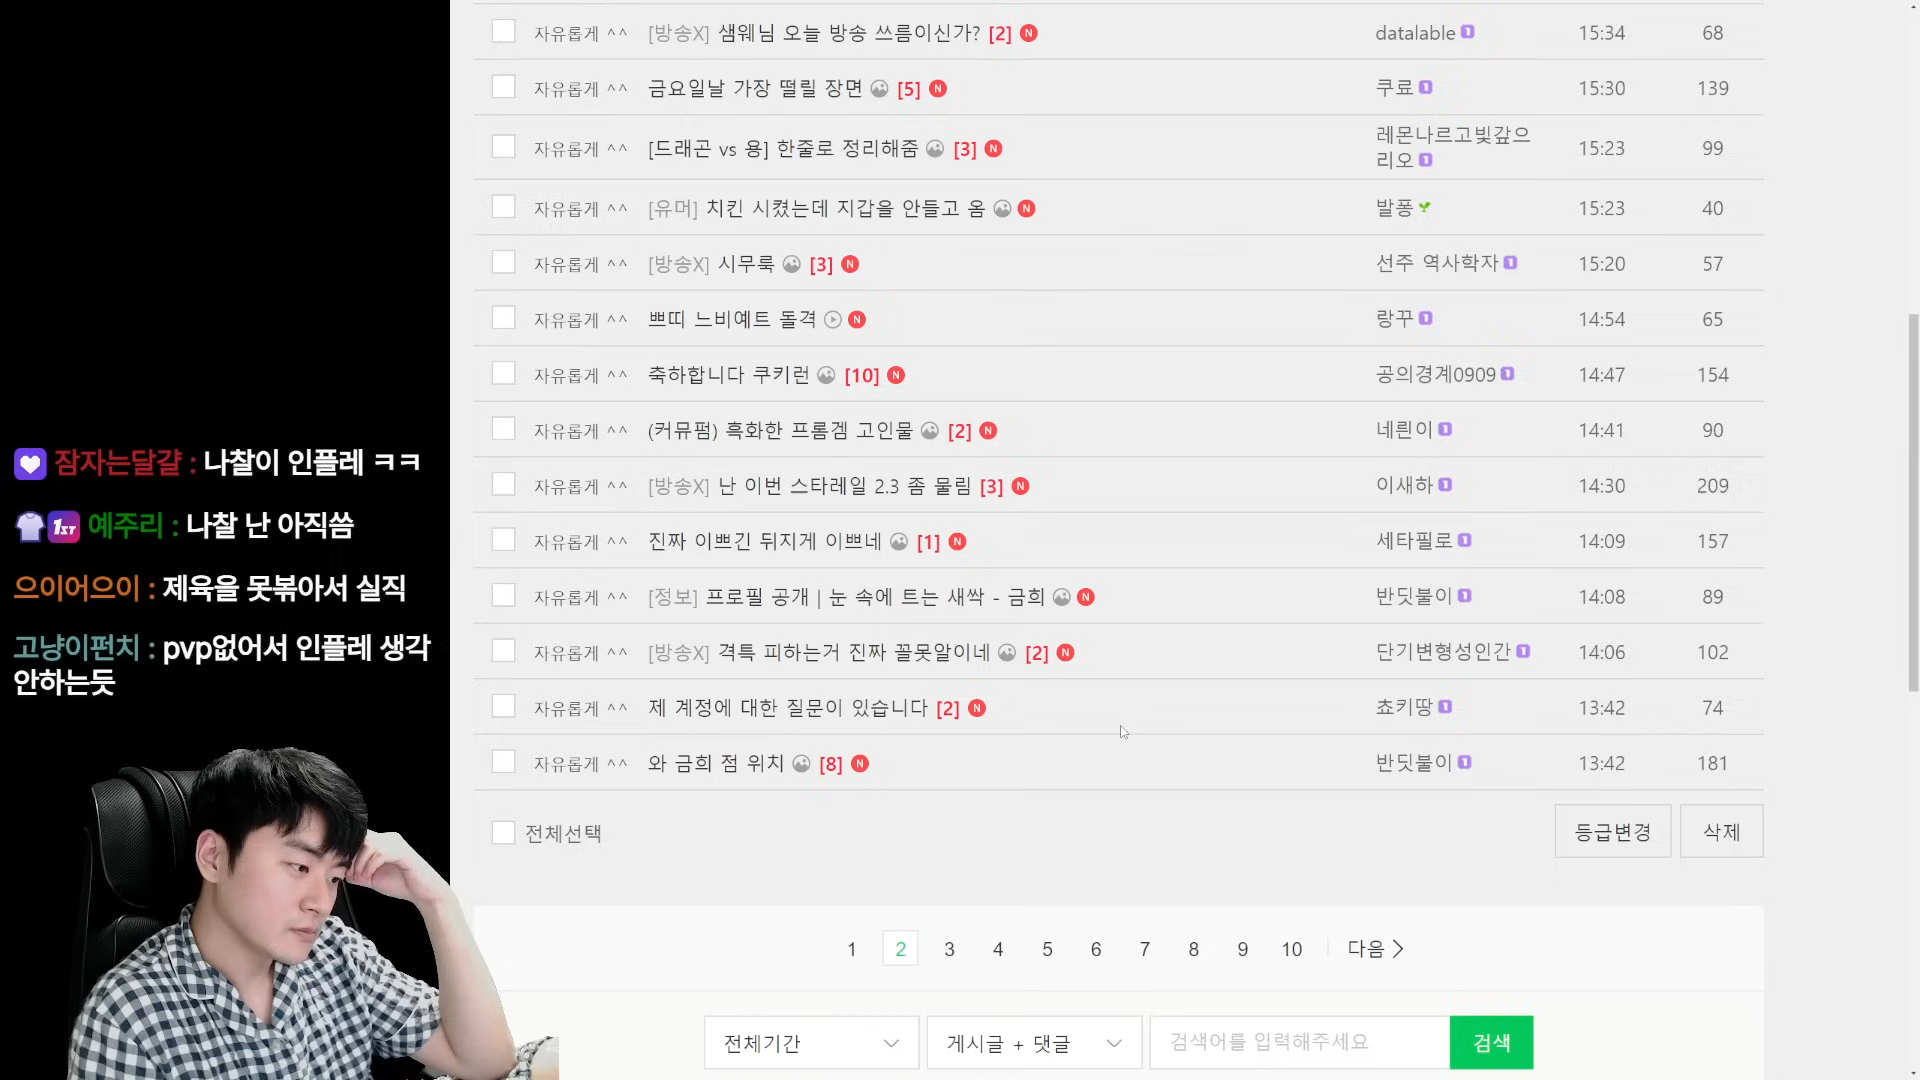 자유롭게 ^^ [방송X] 샘웨님 오늘 방송 쓰름이신가? [2] N datalable 1 15:34 68
자유롭게 ^^ 금요일날 가장 떨릴 장면 [5] N 쿠료 1 15:30 139
자유롭게 ^^ [드래곤 vs 용] 한줄로 정리해줌 [3] N 레몬나르고빛갚으
리오 1 15:23 99
자유롭게 ^^ [유머] 치킨 시켰는데 지갑을 안들고 옴 N 발퐁 15:23 40
자유롭게 ^^ [방송X] 시무룩 [3] N 선주 역사학자 1 15:20 57
자유롭게 ^^ 쁘띠 느비예트 돌격 N 랑꾸 1 14:54 65
자유롭게 ^^ 축하합니다 쿠키런 [10] N 공의경계0909 1 14:47 154
자유롭게 ^^ (커뮤펌) 흑화한 프롬겜 고인물 [2] N 네린이 1 14:41 90
자유롭게 ^^ [방송X] 난 이번 스타레일 2.3 좀 물림 [3] N 이새하 1 14:30 209
자유롭게 ^^ 진짜 이쁘긴 뒤지게 이쁘네 [1] N 세타필로 1 14:09 157
자유롭게 ^^ [정보] 프로필 공개 | 눈 속에 트는 새싹 - 금희 N 반딧불이 1 14:08 89
자유롭게 ^^ [방송X] 격특 피하는거 진짜 꼴못알이네 [2] N 단기변형성인간 1 14:06 102
자유롭게 ^^ 제 계정에 대한 질문이 있습니다 [2] N 쵸키땅 1 13:42 74
자유롭게 ^^ 와 금희 점 위치 [8] N 반딧불이 1 13:42 181
전체선택 등급변경 삭제
1 2 3 4 5 6 7 8 9 10 다음
전체기간 게시글 + 댓글 검색어를 입력해주세요 검색
잠자는달걀 : 나찰이 인플레 ㅋㅋ
1ST 예주리 : 나찰 난 아직씀
으이어으이 : 제육을 못볶아서 실직
고냥이펀치 : pvp없어서 인플레 생각
안하는듯